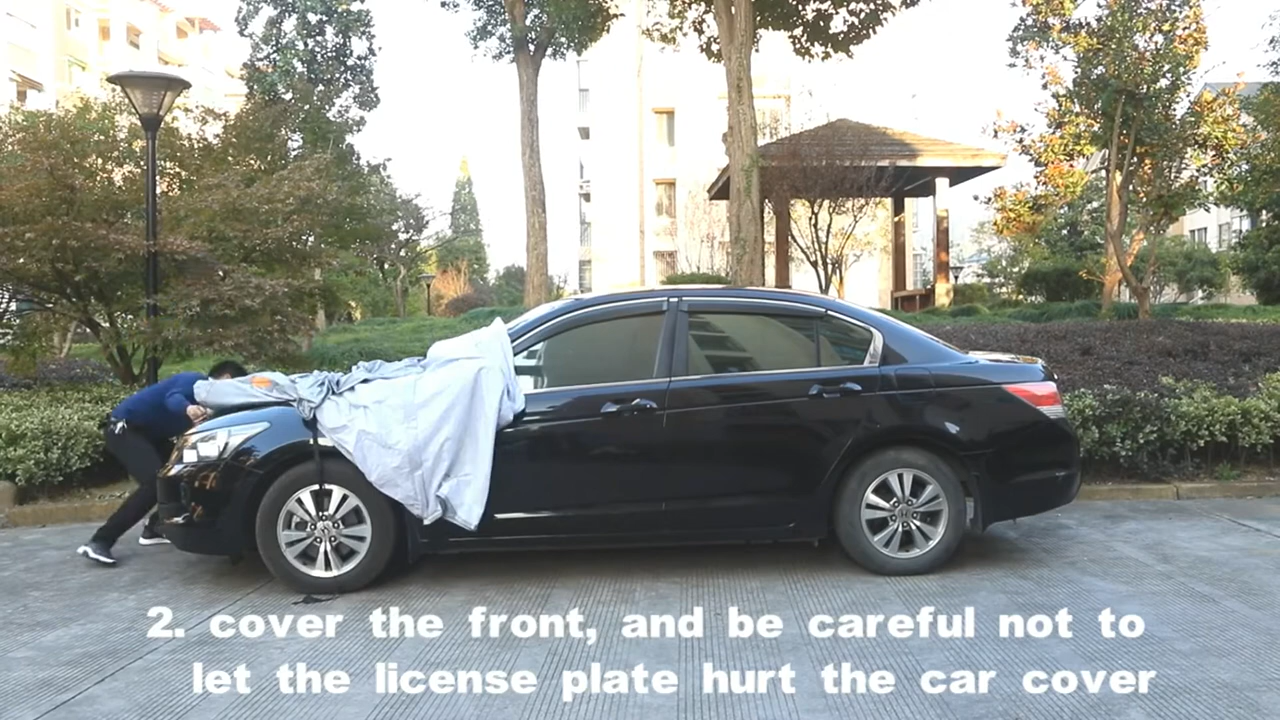 2. cover the front, and be careful not to
let the license plate hurt the car cover